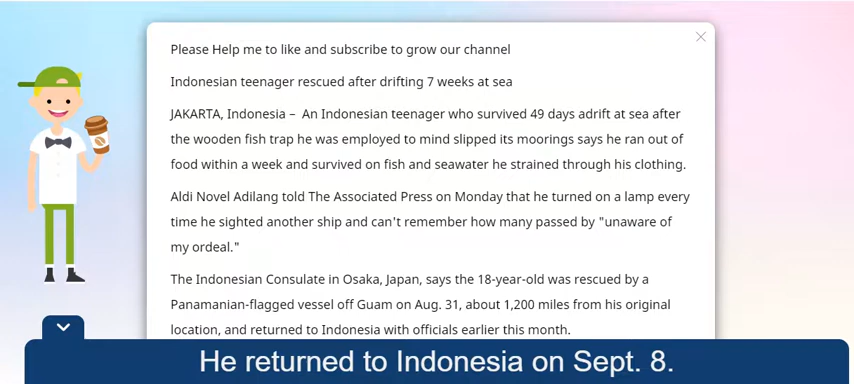 Please Help me to like and subscribe to grow our channel
Indonesian teenager rescued after drifting 7 weeks at sea
JAKARTA, Indonesia – An Indonesian teenager who survived 49 days adrift at sea after
the wooden fish trap he was employed to mind slipped its moorings says he ran out of
food within a week and survived on fish and seawater he strained through his clothing.
Aldi Novel Adilang told The Associated Press on Monday that he turned on a lamp every
time he sighted another ship and can't remember how many passed by "unaware of
my ordeal."
The Indonesian Consulate in Osaka, Japan, says the 18-year-old was rescued by a
Panamanian-flagged vessel off Guam on Aug. 31, about 1,200 miles from his original
location, and returned to Indonesia with officials earlier this month.
He returned to Indonesia on Sept. 8.